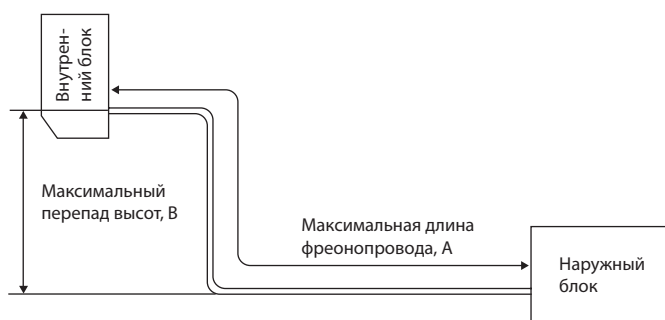 Внутрен-
ний блок
Максимальный
перепад высот, В
Максимальная длина
фреонопровода, А
Наружный
блок